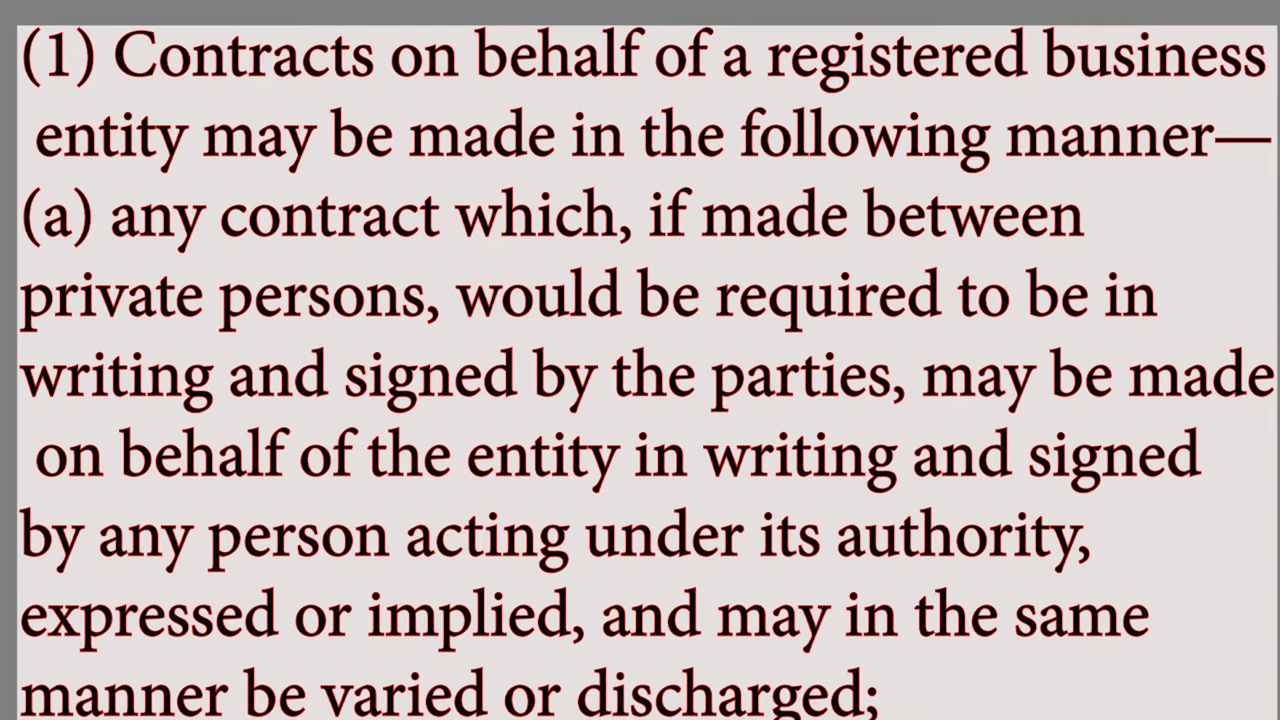 (1) Contracts on behalf of a registered business
entity may be made in the following manner—
(a) any contract which, if made between
private persons, would be required to be in
writing and signed by the parties, may be made
on behalf of the entity in writing and signed
by any person acting under its authority,
expressed or implied, and may in the same
manner be varied or discharged;